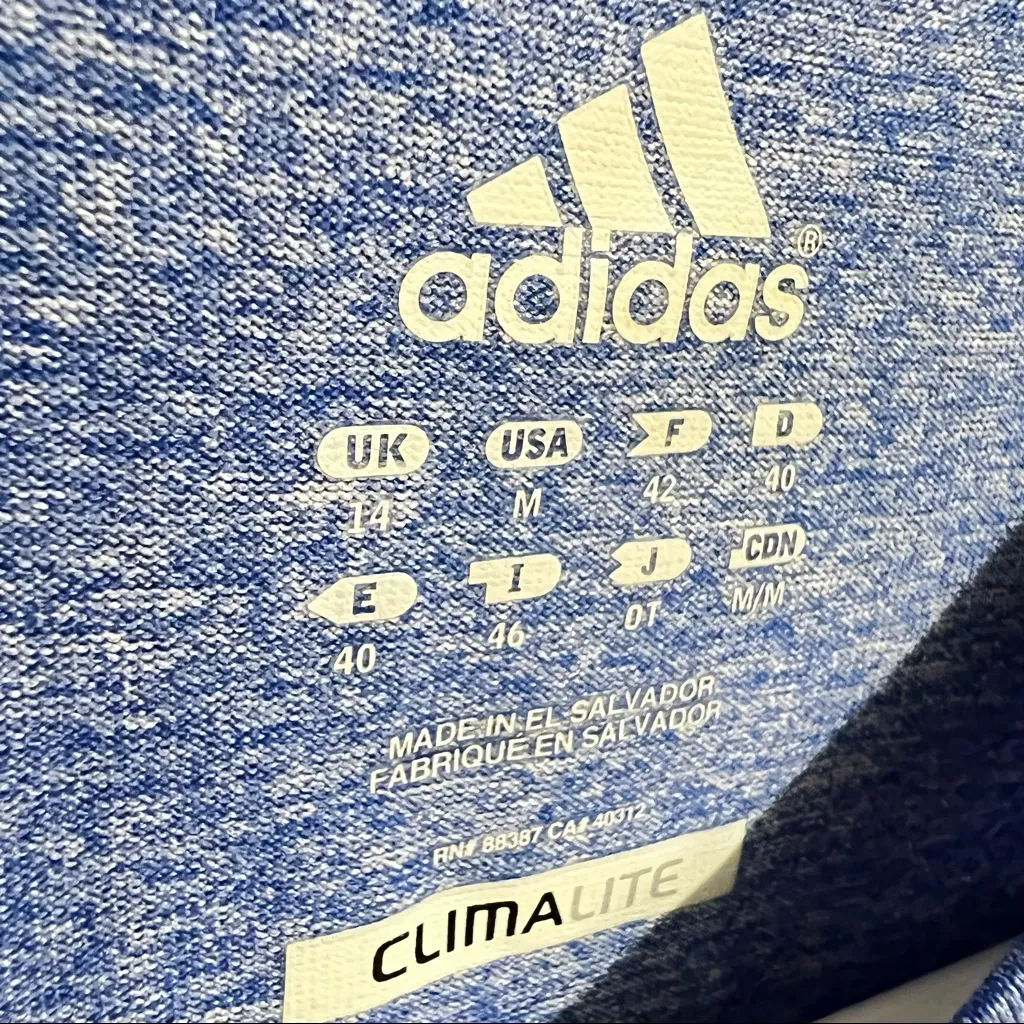 adidas®
UK USA F D
14 M 42 40
E I J CDN
40 46 OT M/M
MADE IN EL SALVADOR
FABRIQUÉ EN SALVADOR
RN# 88387 CA# 40312
CLIMALITE